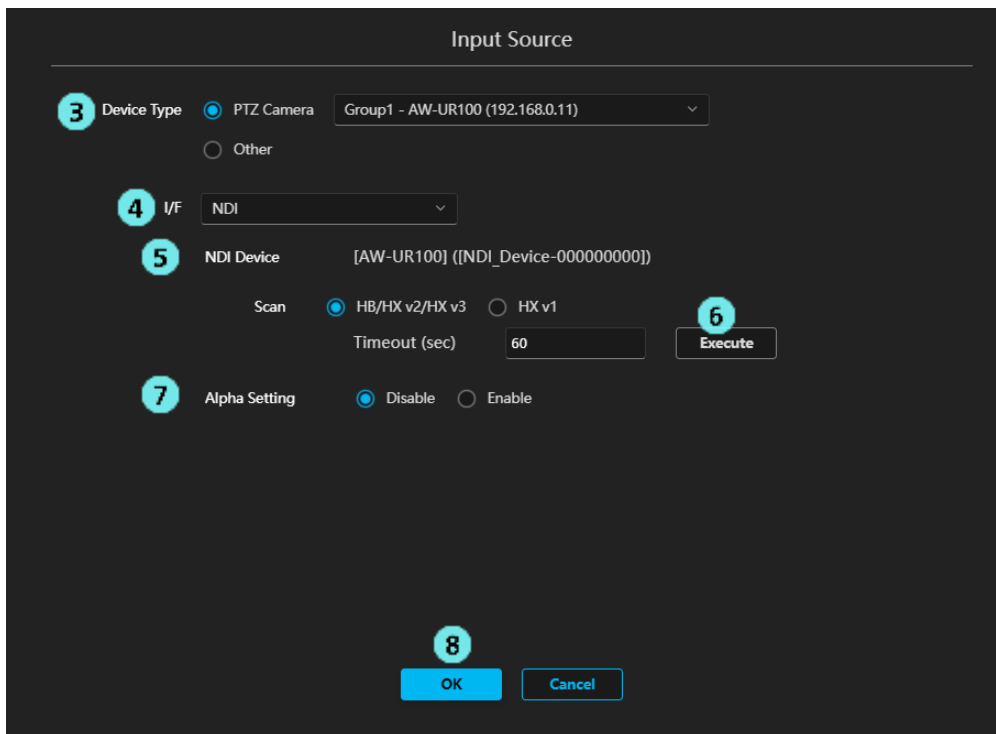 Input Source
3 Device Type PTZ Camera Group1 - AW-UR100 (192.168.0.11)
Other
4 I/F NDI
5 NDI Device [AW-UR100] ([NDI_Device-000000000])
Scan HB/HX v2/HX v3 HX v1 6
Timeout (sec) 60 Execute
7 Alpha Setting Disable Enable
8
OK Cancel